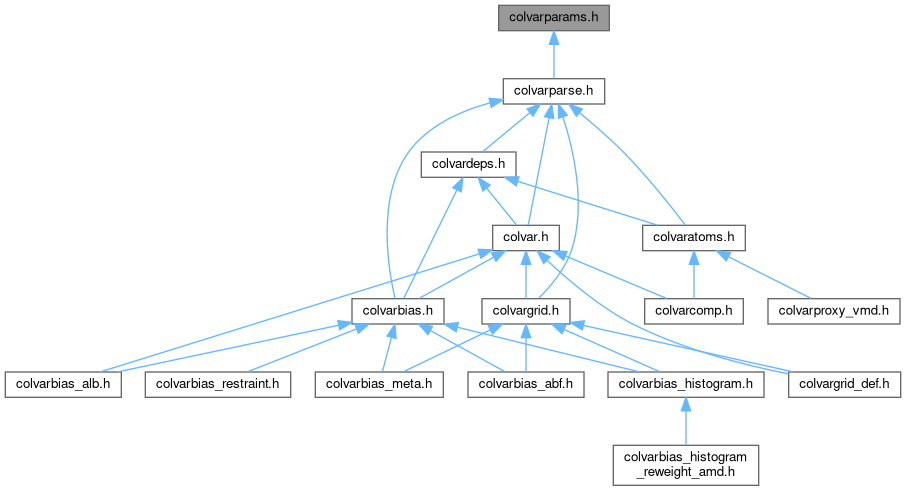 colvarparams.h
colvarparse.h
colvardeps.h
colvar.h
colvaratoms.h
colvarbias.h
colvargrid.h
colvarcomp.h
colvarproxy_vmd.h
colvarbias_alb.h
colvarbias_restraint.h
colvarbias_meta.h
colvarbias_abf.h
colvarbias_histogram.h
colvargrid_def.h
colvarbias_histogram
_reweight_amd.h